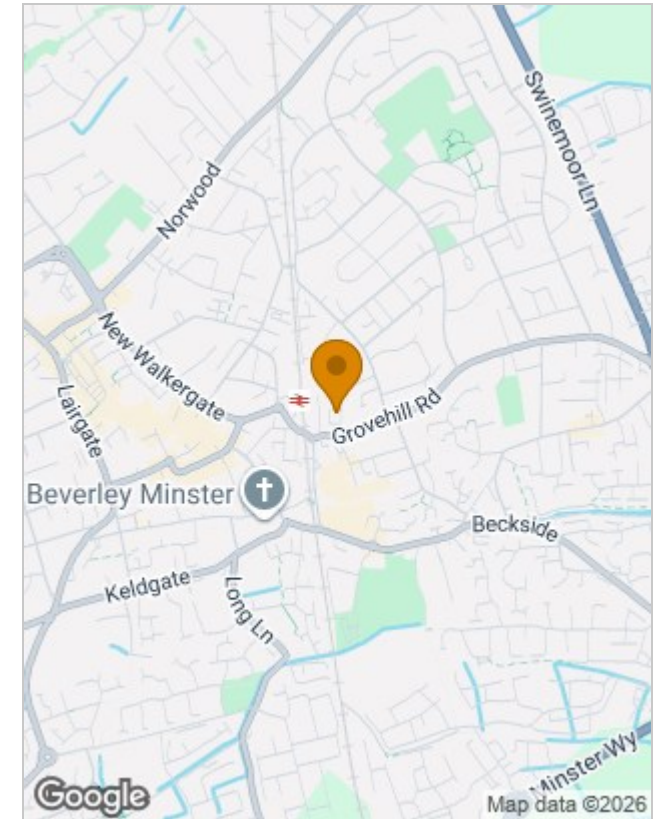 Swinemoor Ln
Norwood
New Walkergate
Lairgate
Grovehill Rd
Beverley Minster
Beckside
Keldgate
Long Ln
Minster Wy
Google
Map data ©2026